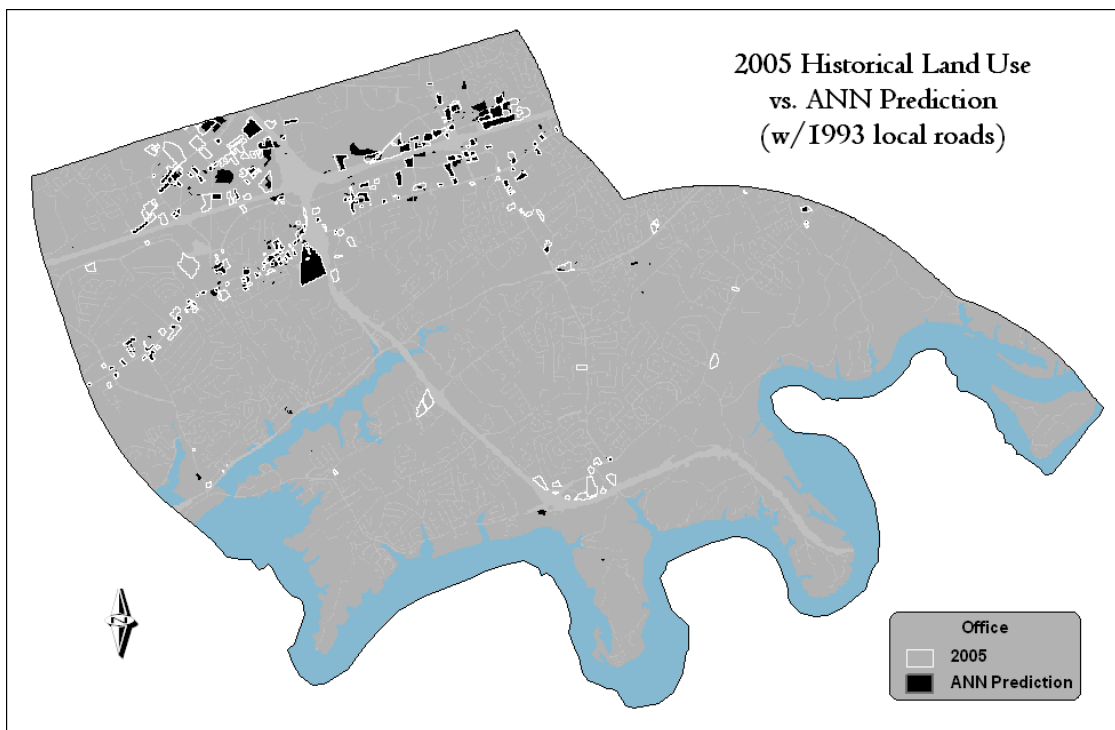 2005 Historical Land Use
vs. ANN Prediction
(w/1993 local roads)
N
Office
2005
ANN Prediction